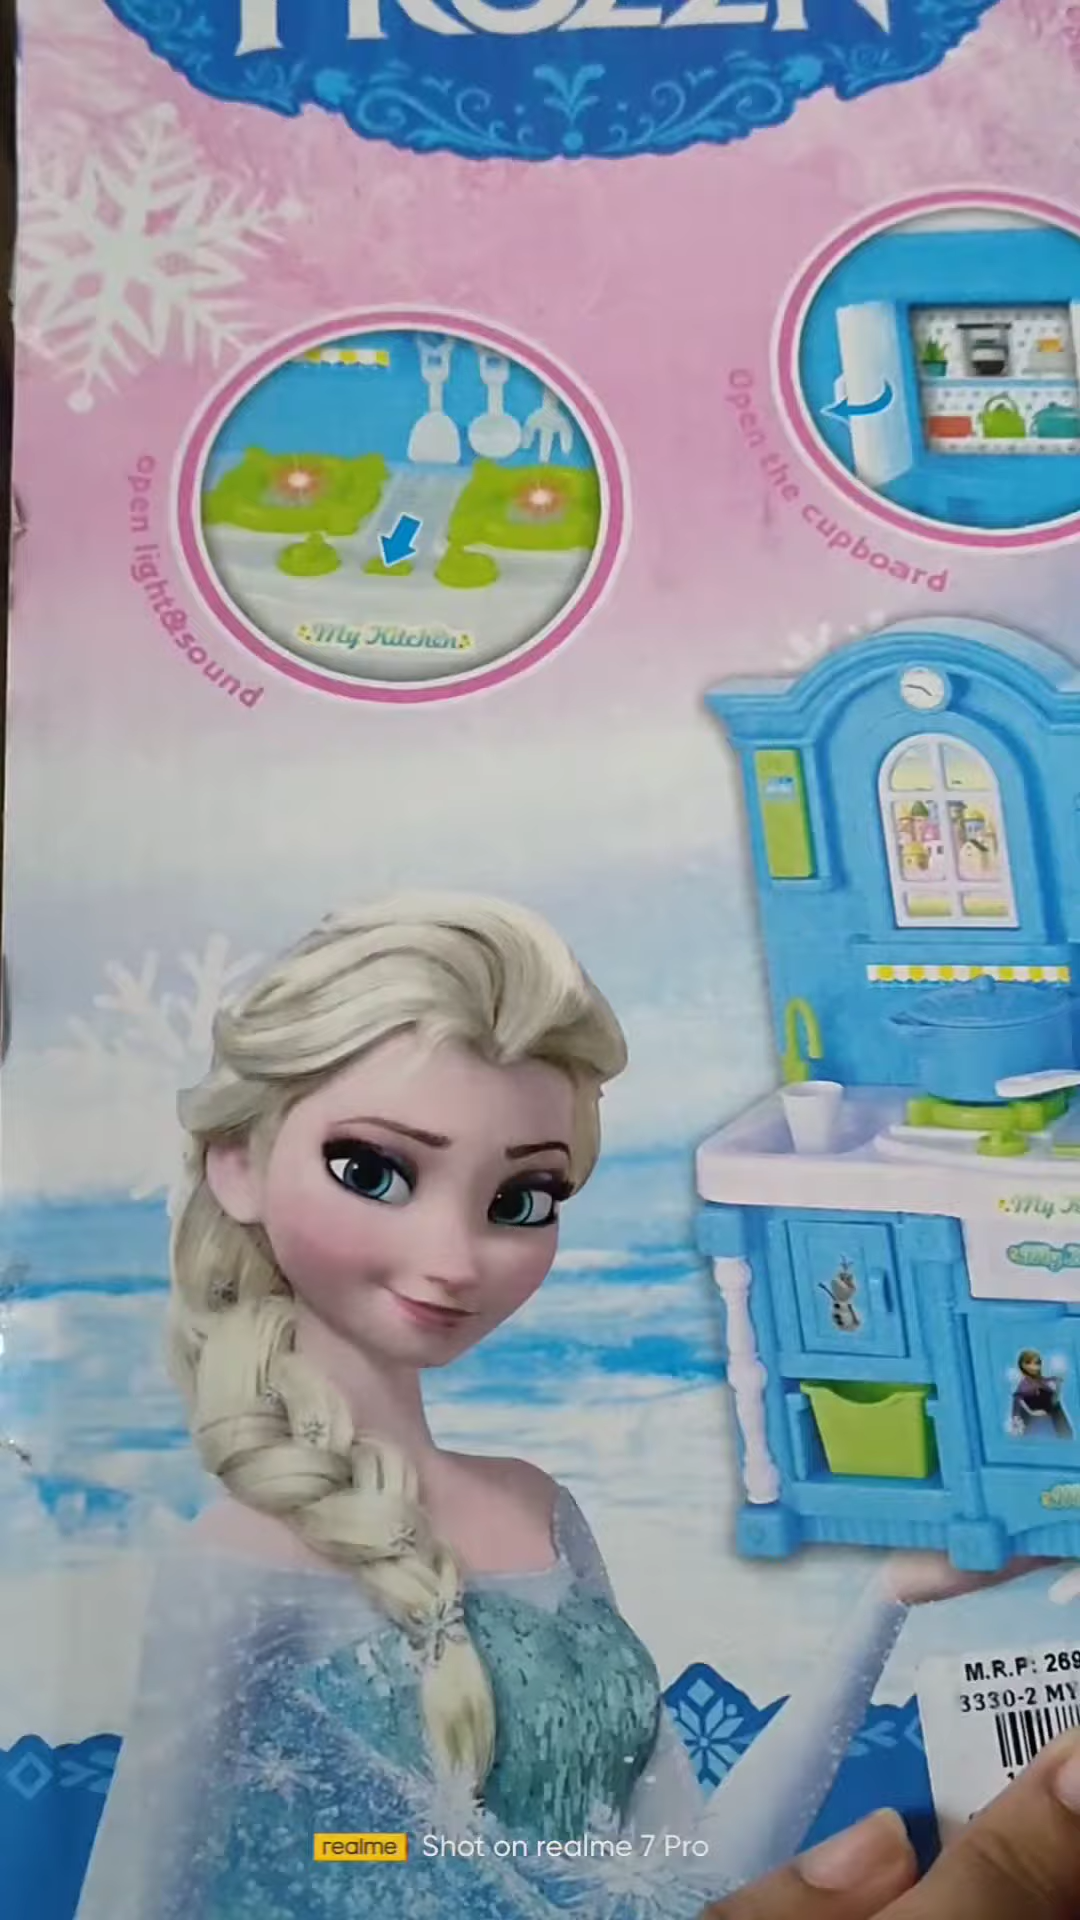 FROZEN
Open the cupboard
open light&sound
My Kitchen
My
M.R.P: 269
3330-2 MY
realme Shot on realme 7 Pro